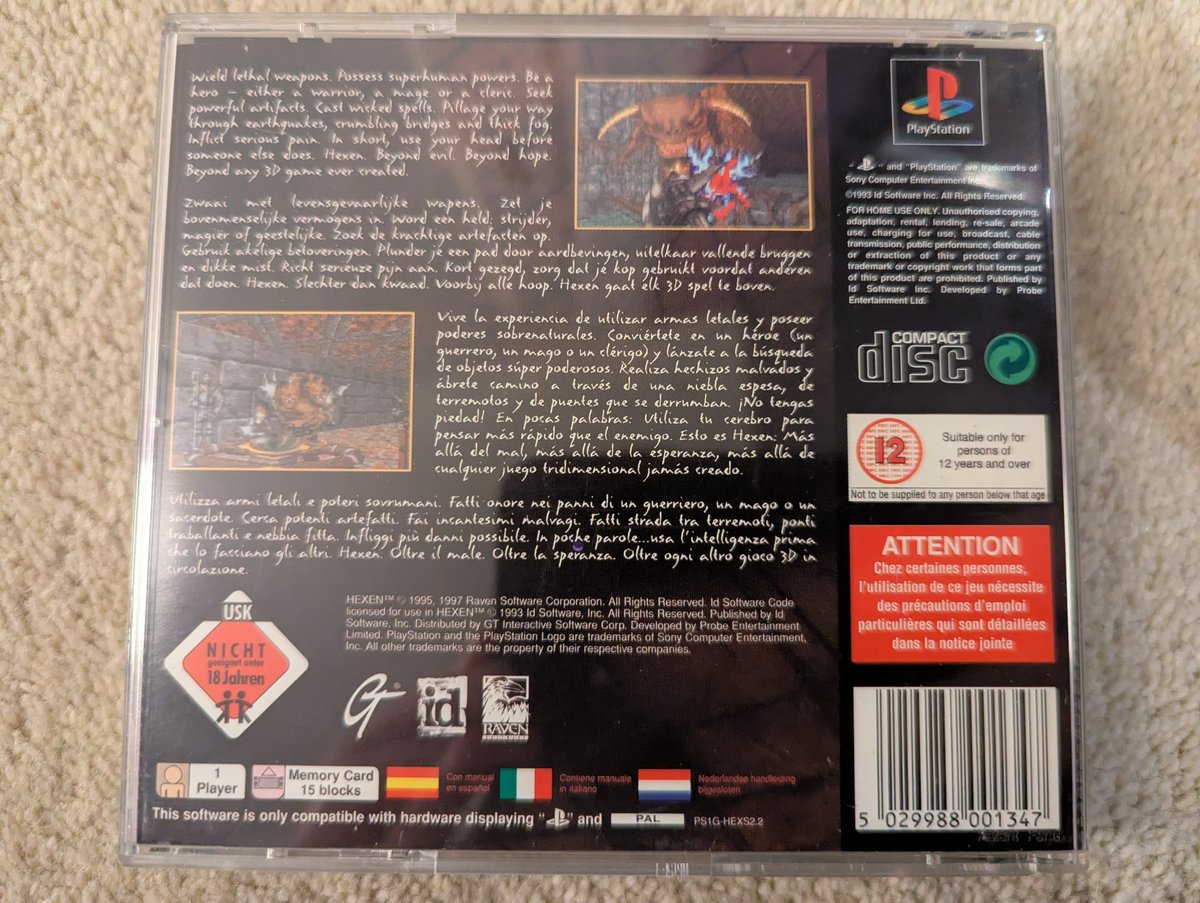 Wield lethal weapons. Possess superhuman powers. Be a
hero – either a warrior, a mage or a cleric. Seek
powerful artifacts. Cast wicked spells. Pillage your way
through earthquakes, crumbling bridges and thick fog.
Inflict serious pain. In short, use your head before
someone else does. Hexen. Beyond evil. Beyond hope.
Beyond any 3D game ever created.
Zwaai met levensgevaarlijke wapens. Zet je
bovenmenselijke vermogens in. Word een held: strijder,
magiër of geestelijke. Zoek de krachtige artefacten op.
Gebruik akelige betoveringen. Plunder je een pad door aardbevingen, uitelkaar vallende bruggen
en dikke mist. Richt serieuze pijn aan. Kort gezegd, zorg dat je kop gebruikt voordat anderen
dat doen. Hexen. Slechter dan kwaad. Voorbij alle hoop. Hexen gaat elk 3D spel te boven.
Vive la experiencia de utilizar armas letales y poseer
poderes sobrenaturales. Conviértete en un héroe (un
guerrero, un mago o un clérigo) y lánzate a la búsqueda
de objetos súper poderosos. Realiza hechizos malvados y
ábrete camino a través de una niebla espesa, de
terremotos y de puentes que se derrumban. ¡No tengas
piedad! En pocas palabras: Utiliza tu cerebro para
pensar más rápido que el enemigo. Esto es Hexen: Más
allá del mal, más allá de la esperanza, más allá de
cualquier juego tridimensional jamás creado.
Utilizza armi letali e poteri sovrumani. Fatti onore nei panni di un guerriero, un mago o un
sacerdote. Cerca potenti artefatti. Fai incantesimi malvagi. Fatti strada tra terremoti, ponti
traballanti e nebbia fitta. Infliggi più danni possibile. In poche parole...usa l'intelligenza prima
che lo facciano gli altri. Hexen. Oltre il male. Oltre la speranza. Oltre ogni altro gioco 3D in
circolazione.
USK
NICHT
geeignet unter
18 Jahren
HEXEN™ © 1995, 1997 Raven Software Corporation. All Rights Reserved. Id Software Code
licensed for use in HEXEN™ © 1993 Id Software, Inc. All Rights Reserved. Published by Id
Software, Inc. Distributed by GT Interactive Software Corp. Developed by Probe Entertainment
Limited. PlayStation and the PlayStation Logo are trademarks of Sony Computer Entertainment,
Inc. All other trademarks are the property of their respective companies.
GT ®
id
RAVEN
SOFTWARE
1
Player
Memory Card
15 blocks
Con manual
en español
Contiene manuale
in italiano
Nederlandse handleiding
bijgesloten
This software is only compatible with hardware displaying " " and PAL PS1G-HEXS2.2
PlayStation
" " and "PlayStation" are trademarks of
Sony Computer Entertainment Inc.
©1993 Id Software Inc. All Rights Reserved.
FOR HOME USE ONLY. Unauthorised copying,
adaptation, rental, lending, re-sale, arcade
use, charging for use, broadcast, cable
transmission, public performance, distribution
or extraction of this product or any
trademark or copyright work that forms part
of this product are prohibited. Published by
Id Software Inc. Developed by Probe
Entertainment Ltd.
COMPACT
disc
12
Suitable only for
persons of
12 years and over
Not to be supplied to any person below that age
ATTENTION
Chez certaines personnes,
l'utilisation de ce jeu nécessite
des précautions d'emploi
particulières qui sont détaillées
dans la notice jointe
5 029988 001347